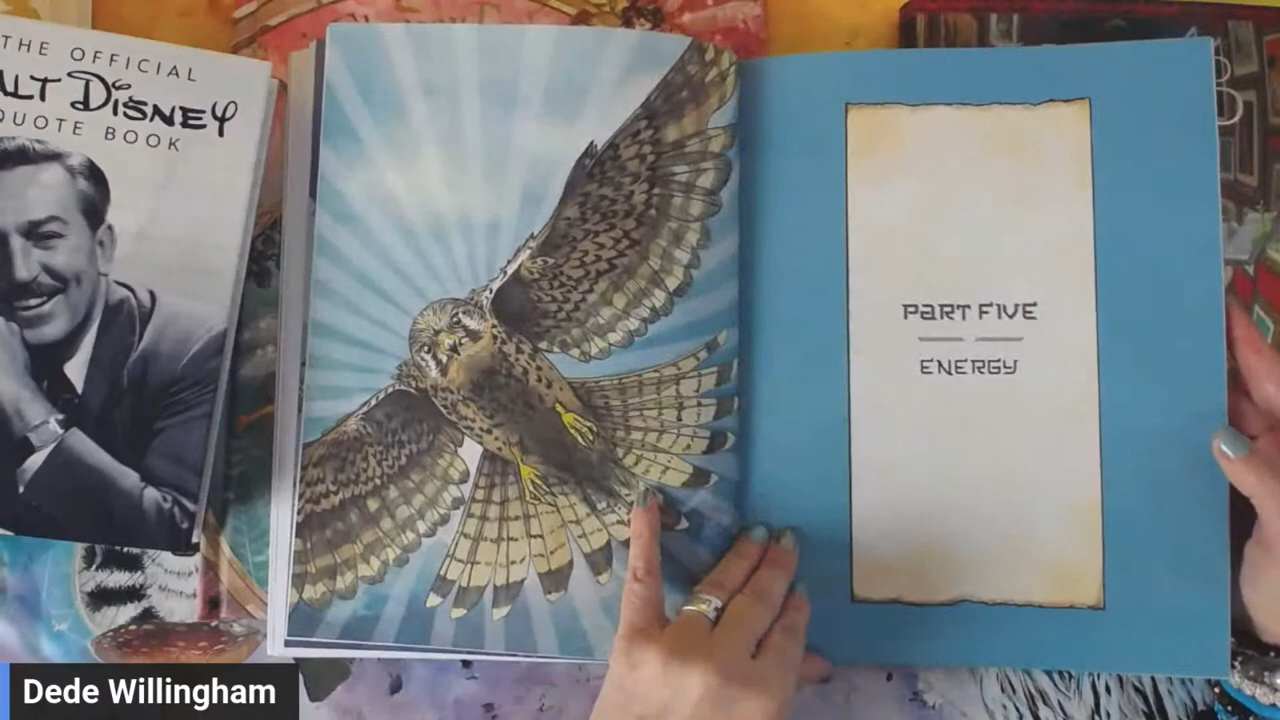 THE OFFICIAL
ALT DISNEY
QUOTE BOOK
PART FIVE
ENERGY
Dede Willingham